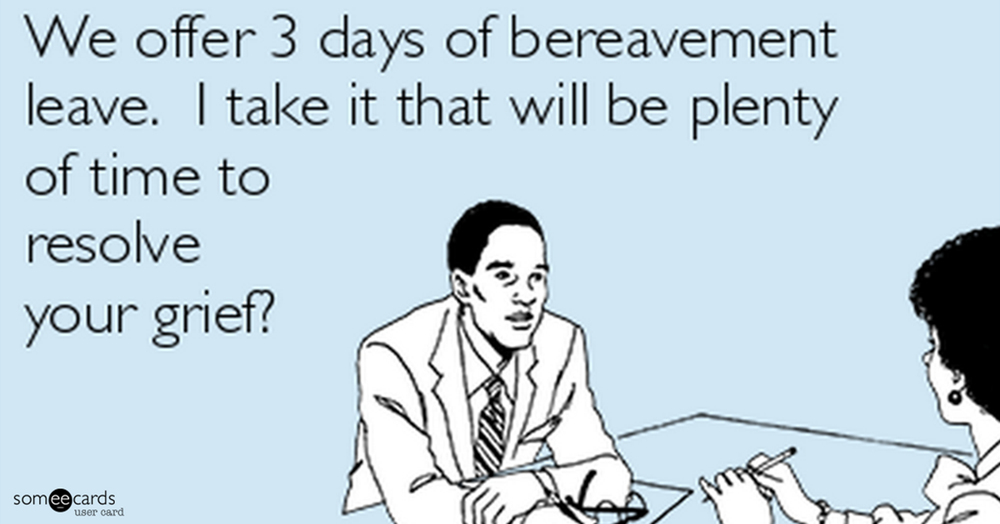 We offer 3 days of bereavement
leave.  I take it that will be plenty
of time to
resolve
your grief?
someecards
user card